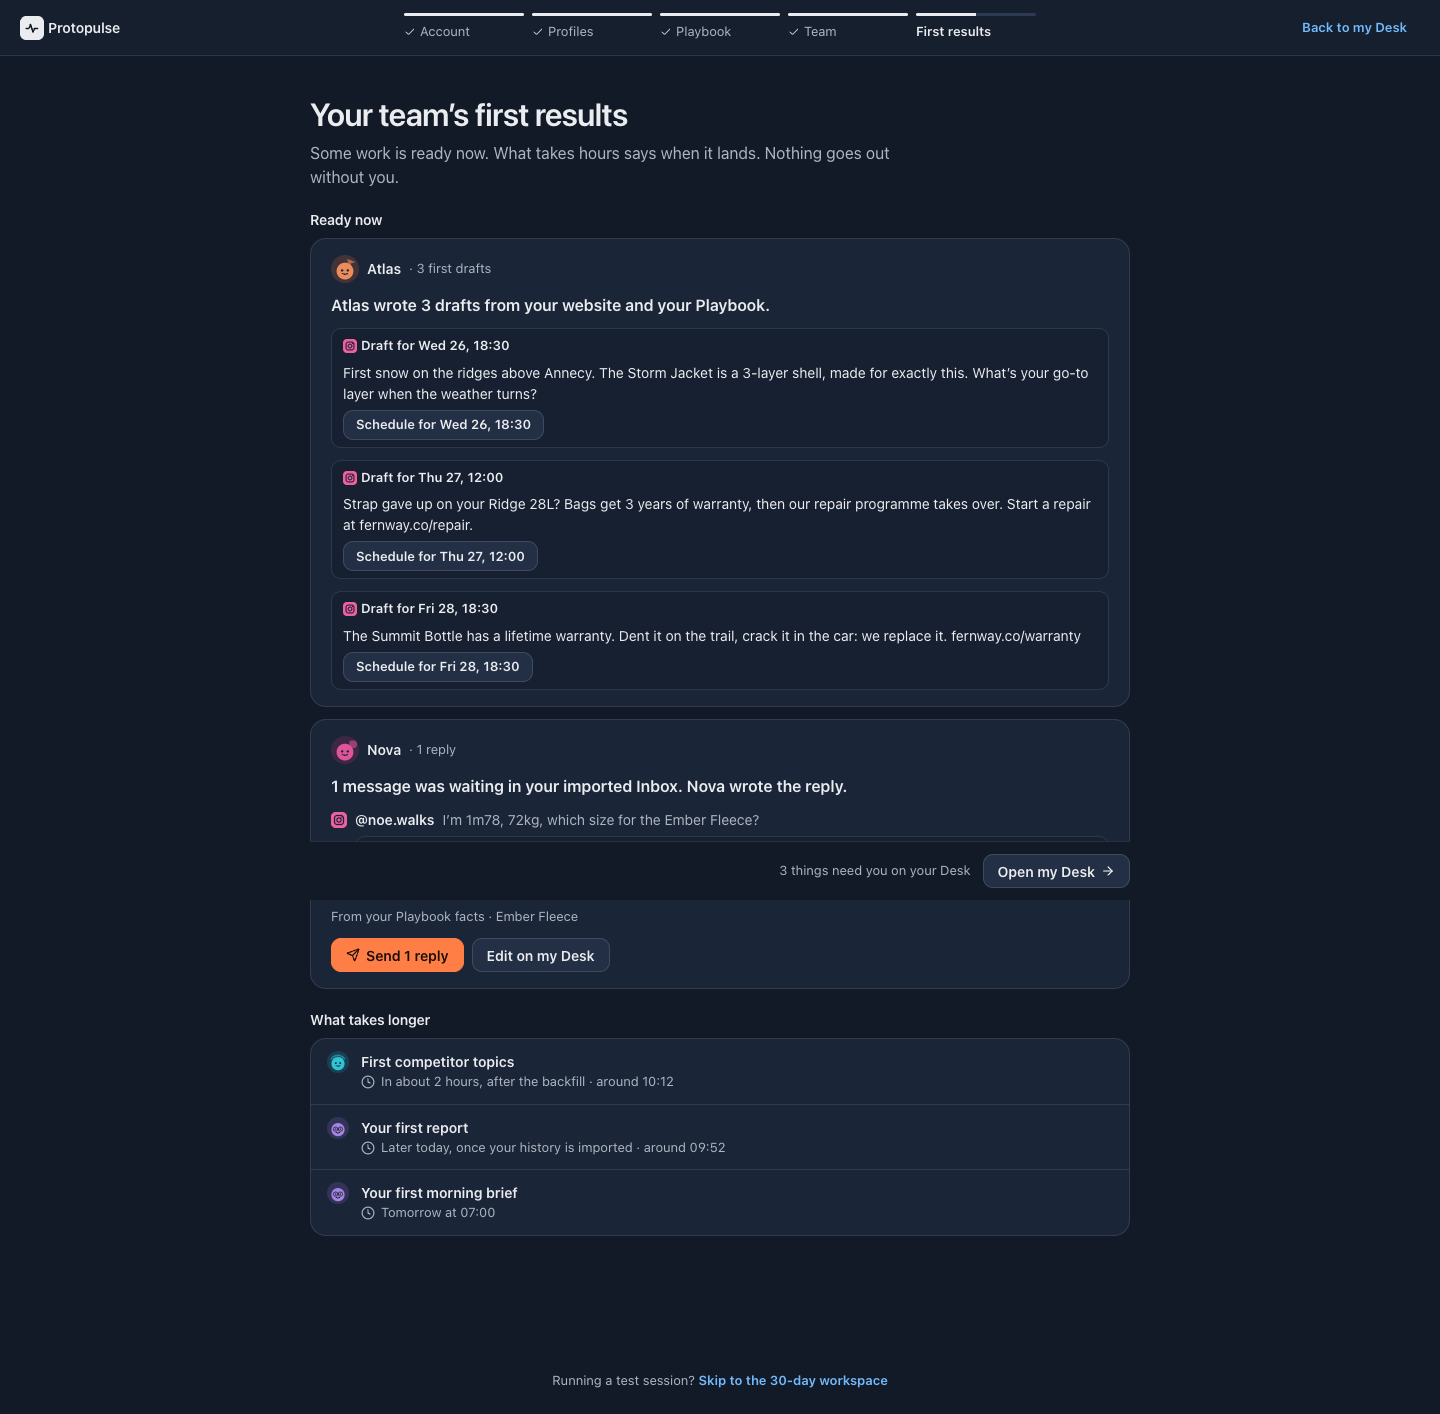 Protopulse
Account
Profiles
Playbook
Team
First results
Back to my Desk
Your team’s first results
Some work is ready now. What takes hours says when it lands. Nothing goes out
without you.
Ready now
Atlas · 3 first drafts
Atlas wrote 3 drafts from your website and your Playbook.
Draft for Wed 26, 18:30
First snow on the ridges above Annecy. The Storm Jacket is a 3-layer shell, made for exactly this. What’s your go-to
layer when the weather turns?
Schedule for Wed 26, 18:30
Draft for Thu 27, 12:00
Strap gave up on your Ridge 28L? Bags get 3 years of warranty, then our repair programme takes over. Start a repair
at fernway.co/repair.
Schedule for Thu 27, 12:00
Draft for Fri 28, 18:30
The Summit Bottle has a lifetime warranty. Dent it on the trail, crack it in the car: we replace it. fernway.co/warranty
Schedule for Fri 28, 18:30
Nova · 1 reply
1 message was waiting in your imported Inbox. Nova wrote the reply.
@noe.walks I’m 1m78, 72kg, which size for the Ember Fleece?
3 things need you on your Desk
Open my Desk
From your Playbook facts · Ember Fleece
Send 1 reply
Edit on my Desk
What takes longer
First competitor topics
In about 2 hours, after the backfill · around 10:12
Your first report
Later today, once your history is imported · around 09:52
Your first morning brief
Tomorrow at 07:00
Running a test session? Skip to the 30-day workspace